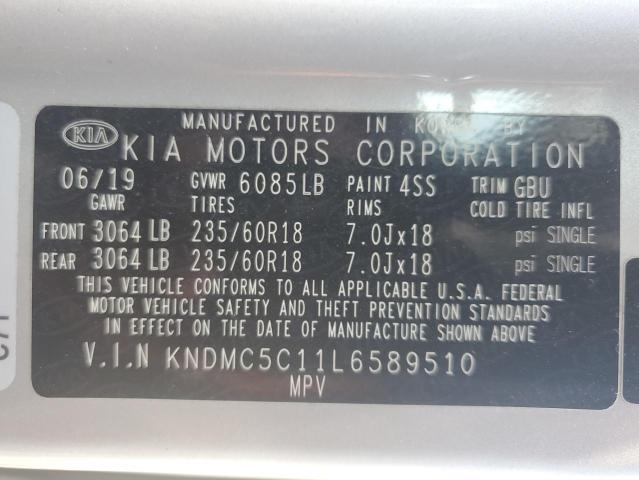 MANUFACTURED IN KOREA BY
KIA KIA MOTORS CORPORATION
06/19 GVWR 6085LB PAINT 4SS TRIM GBU
GAWR TIRES RIMS COLD TIRE INFL
FRONT 3064 LB 235/60R18 7.0Jx18 psi SINGLE
REAR 3064 LB 235/60R18 7.0Jx18 psi SINGLE
THIS VEHICLE CONFORMS TO ALL APPLICABLE U.S.A. FEDERAL
MOTOR VEHICLE SAFETY AND THEFT PREVENTION STANDARDS
IN EFFECT ON THE DATE OF MANUFACTURE SHOWN ABOVE.
V.I.N KNDMC5C11L6589510
MPV